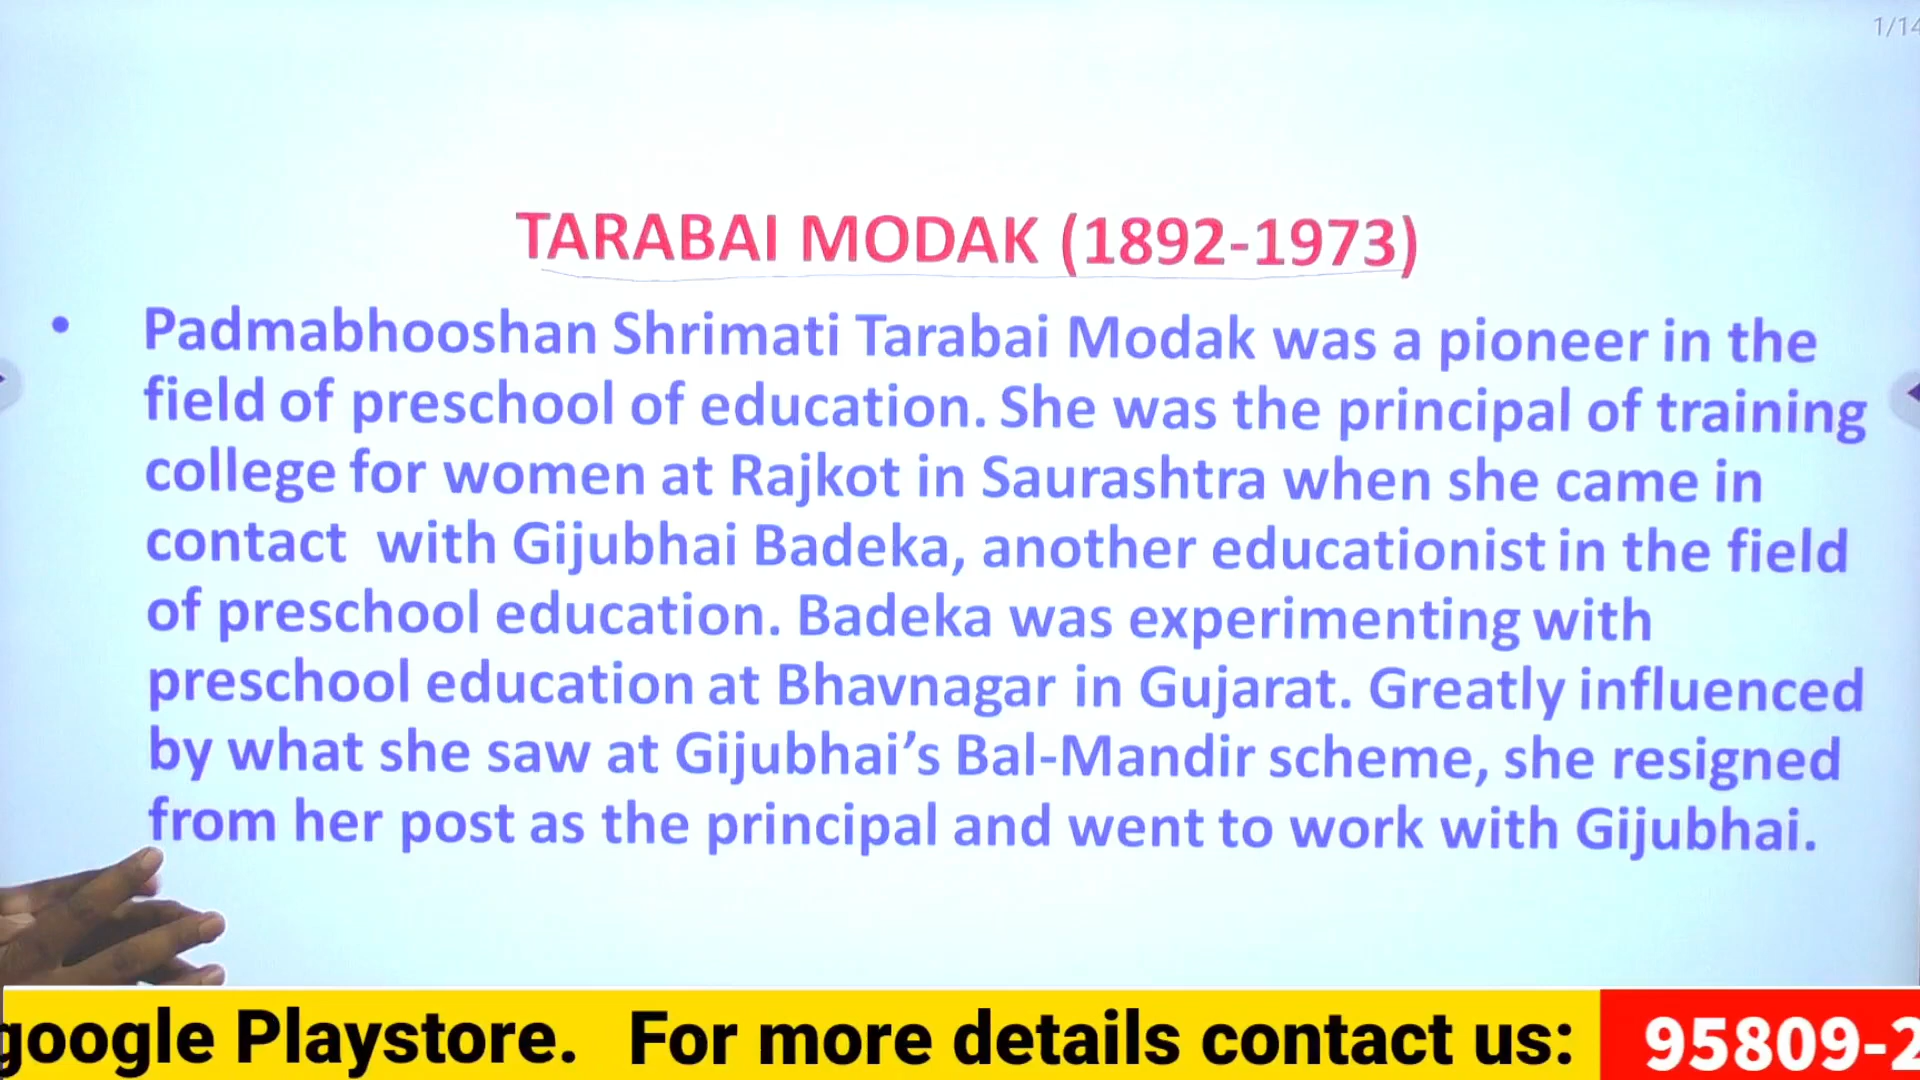 1/14
TARABAI MODAK (1892-1973)
• Padmabhooshan Shrimati Tarabai Modak was a pioneer in the
field of preschool of education. She was the principal of training
college for women at Rajkot in Saurashtra when she came in
contact with Gijubhai Badeka, another educationist in the field
of preschool education. Badeka was experimenting with
preschool education at Bhavnagar in Gujarat. Greatly influenced
by what she saw at Gijubhai’s Bal-Mandir scheme, she resigned
from her post as the principal and went to work with Gijubhai.
google Playstore. For more details contact us: 95809-2